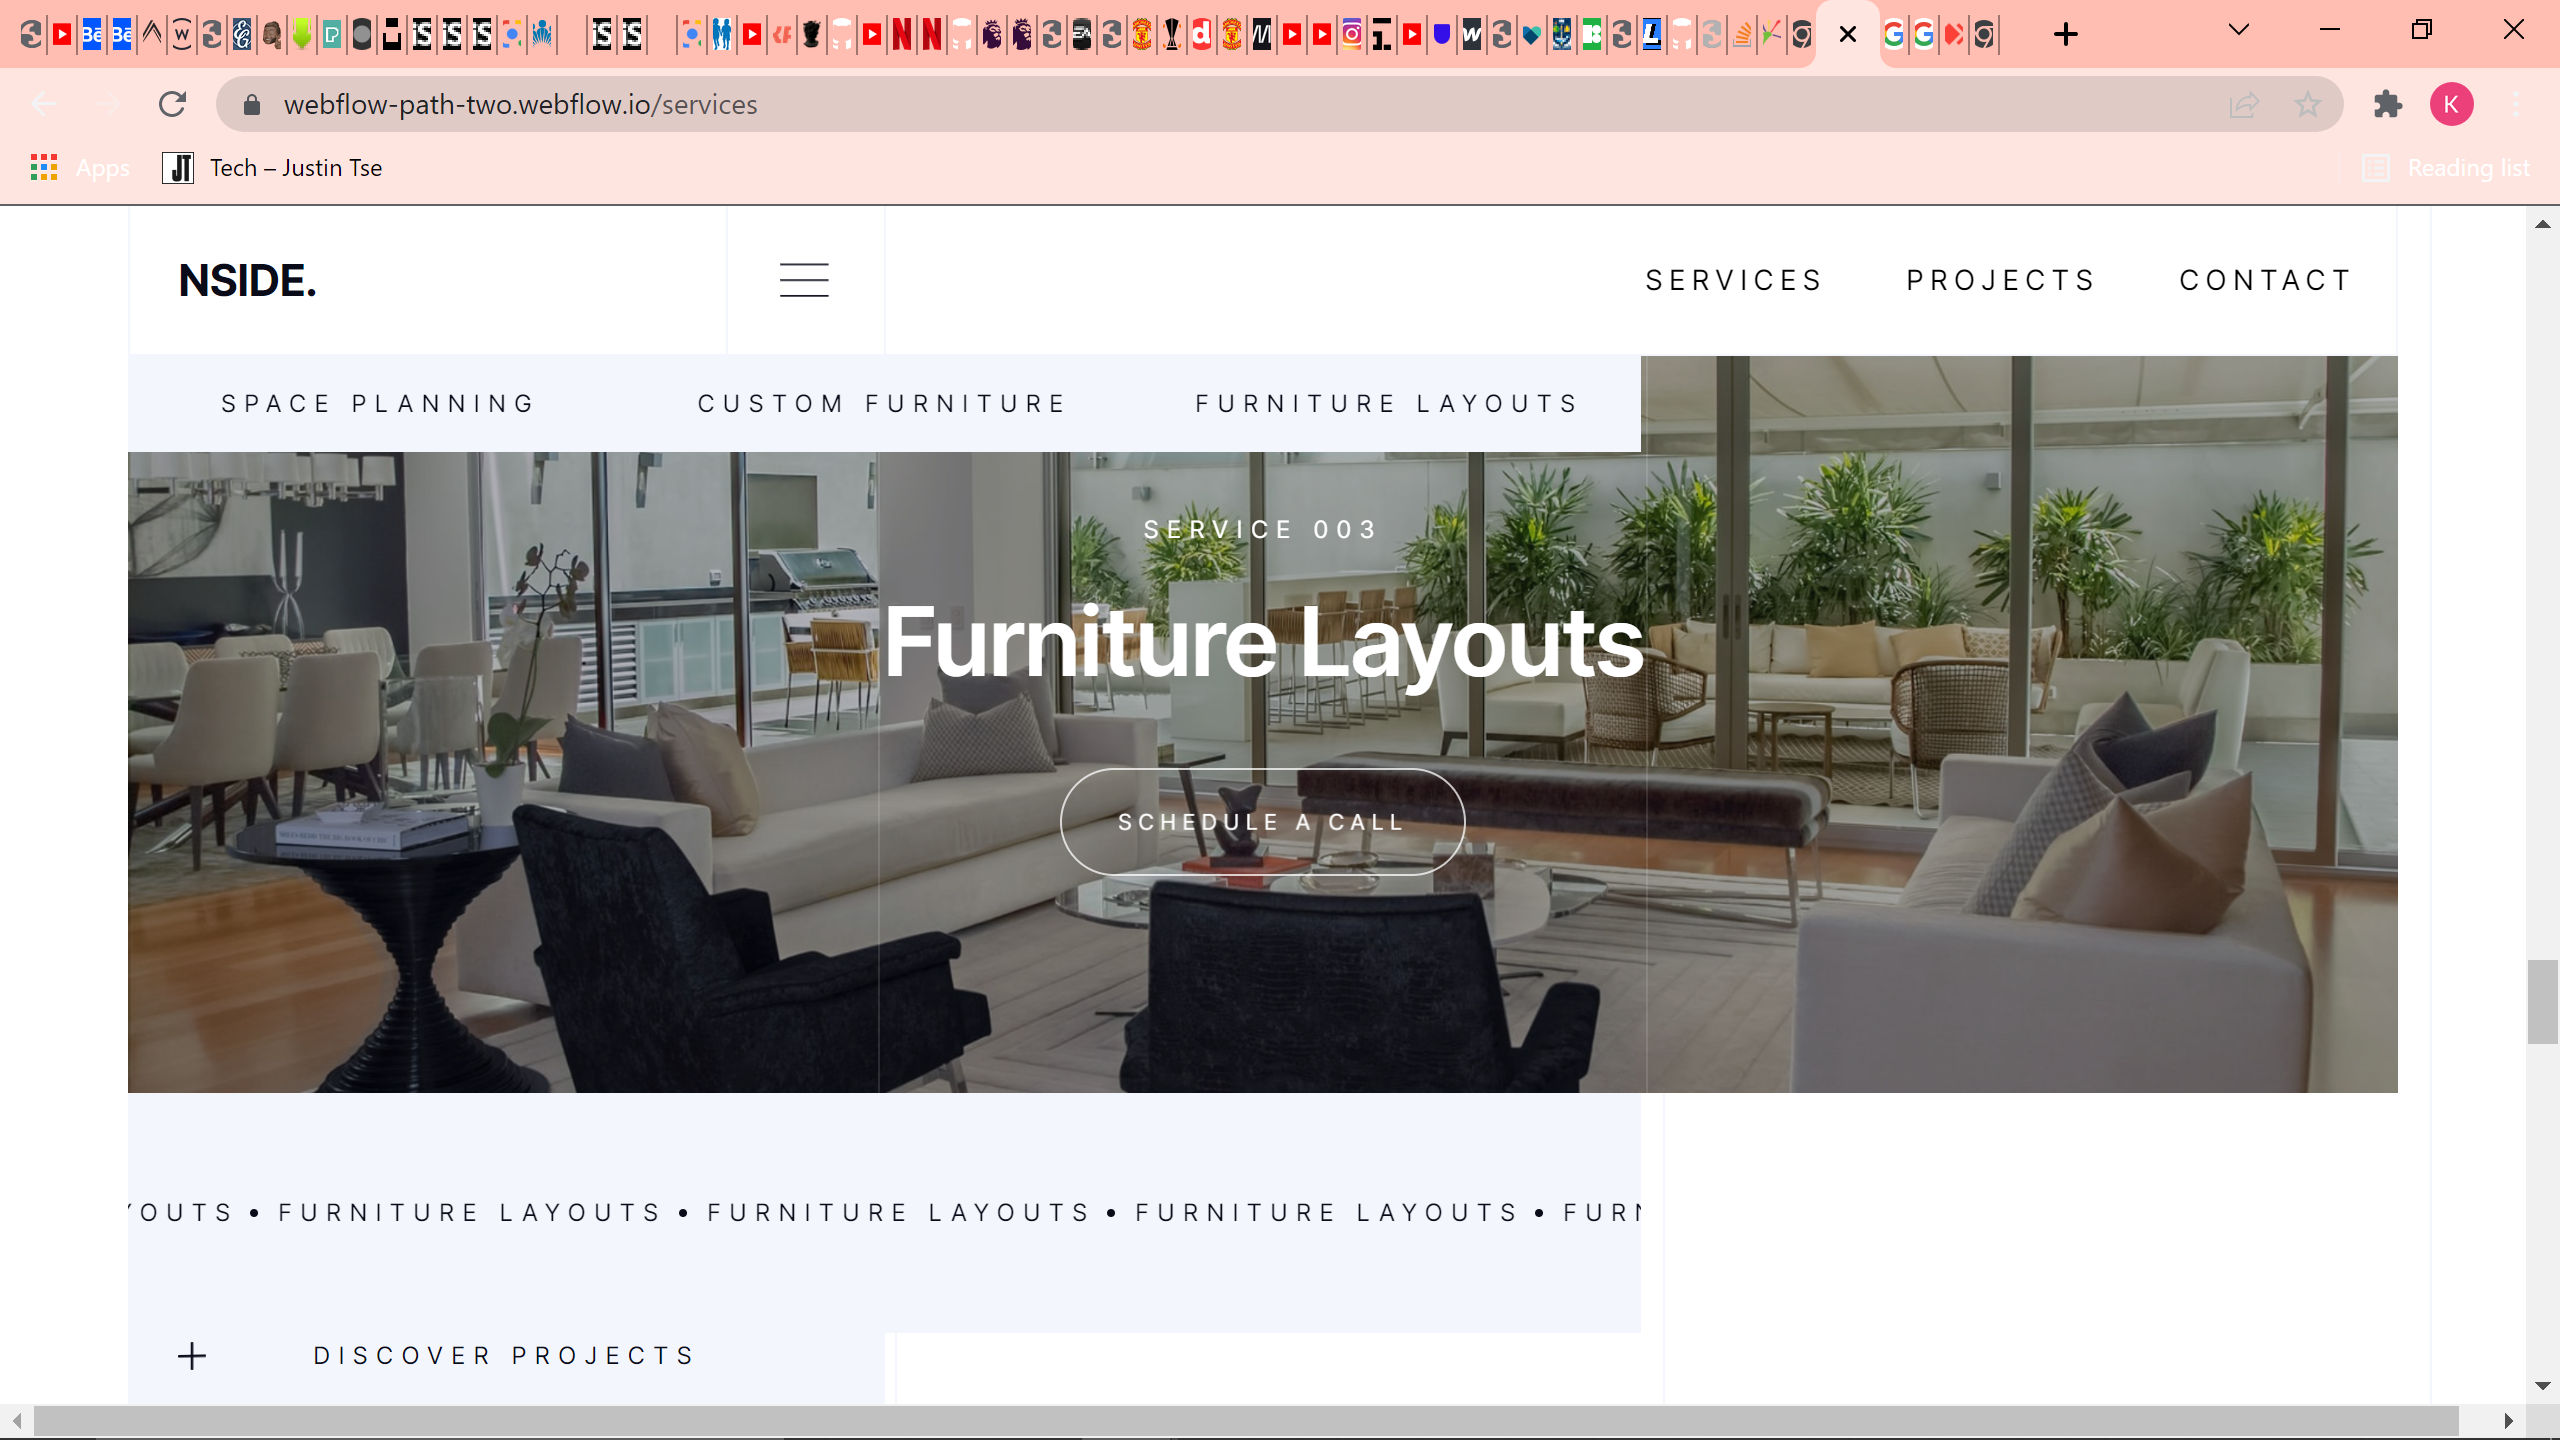 webflow-path-two.webflow.io/services
K
Apps
JT
Tech – Justin Tse
Reading list
NSIDE.
SERVICES
PROJECTS
CONTACT
SPACE PLANNING
CUSTOM FURNITURE
FURNITURE LAYOUTS
SERVICE 003
Furniture Layouts
SCHEDULE A CALL
YOUTS • FURNITURE LAYOUTS • FURNITURE LAYOUTS • FURNITURE LAYOUTS • FURN
+ DISCOVER PROJECTS